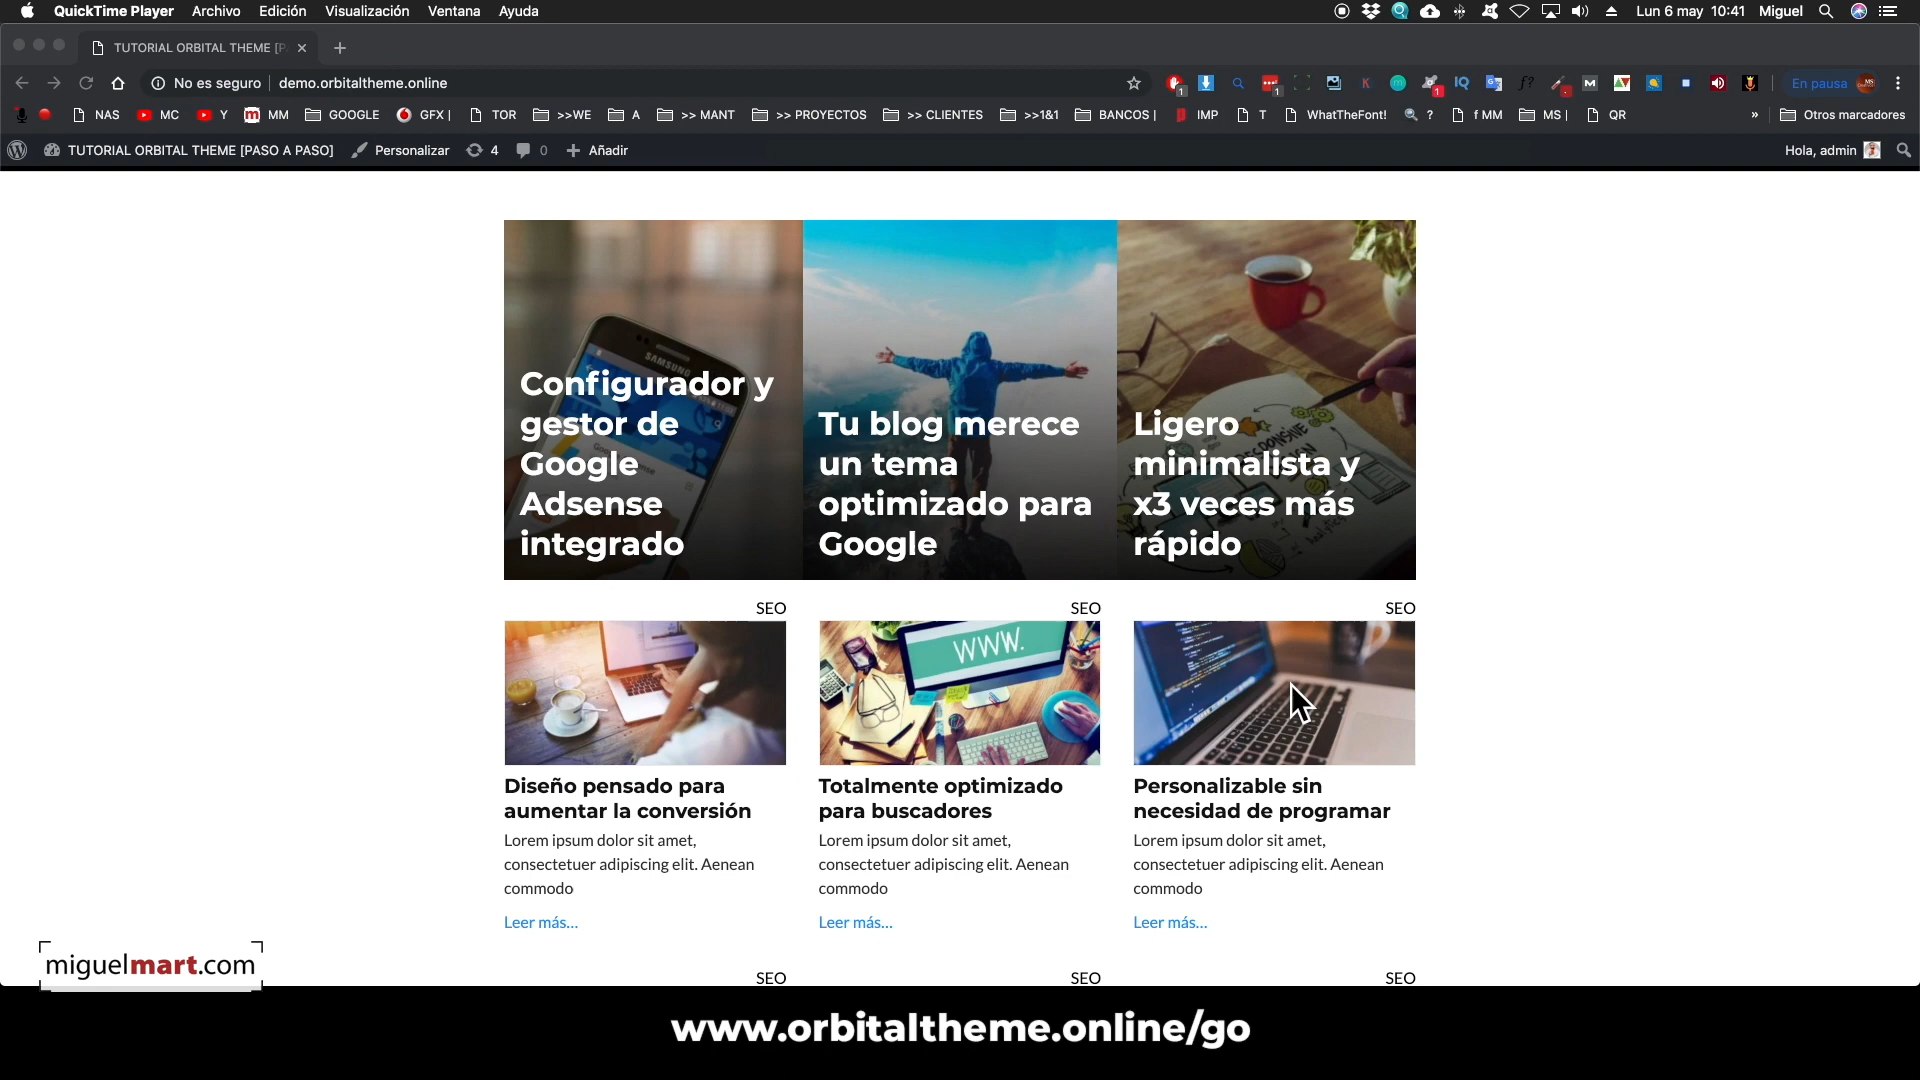 QuickTime Player Archivo Edición Visualización Ventana Ayuda Lun 6 may 10:41 Miguel
TUTORIAL ORBITAL THEME [P
No es seguro demo.orbitaltheme.online En pausa
NAS MC Y MM GOOGLE GFX | TOR >>WE A >> MANT >> PROYECTOS >> CLIENTES >>1&1 BANCOS | IMP T WhatTheFont! ? f MM MS | QR » Otros marcadores
TUTORIAL ORBITAL THEME [PASO A PASO] Personalizar 4 0 Añadir Hola, admin
SAMSUNG
Configurador y
gestor de
Google
Adsense
integrado
Tu blog merece
un tema
optimizado para
Google
Ligero
minimalista y
x3 veces más
rápido
SEO SEO SEO
WWW.
Diseño pensado para
aumentar la conversión
Lorem ipsum dolor sit amet,
consectetuer adipiscing elit. Aenean
commodo
Leer más...
Totalmente optimizado
para buscadores
Lorem ipsum dolor sit amet,
consectetuer adipiscing elit. Aenean
commodo
Leer más...
Personalizable sin
necesidad de programar
Lorem ipsum dolor sit amet,
consectetuer adipiscing elit. Aenean
commodo
Leer más...
SEO SEO SEO
miguelmart.com
www.orbitaltheme.online/go